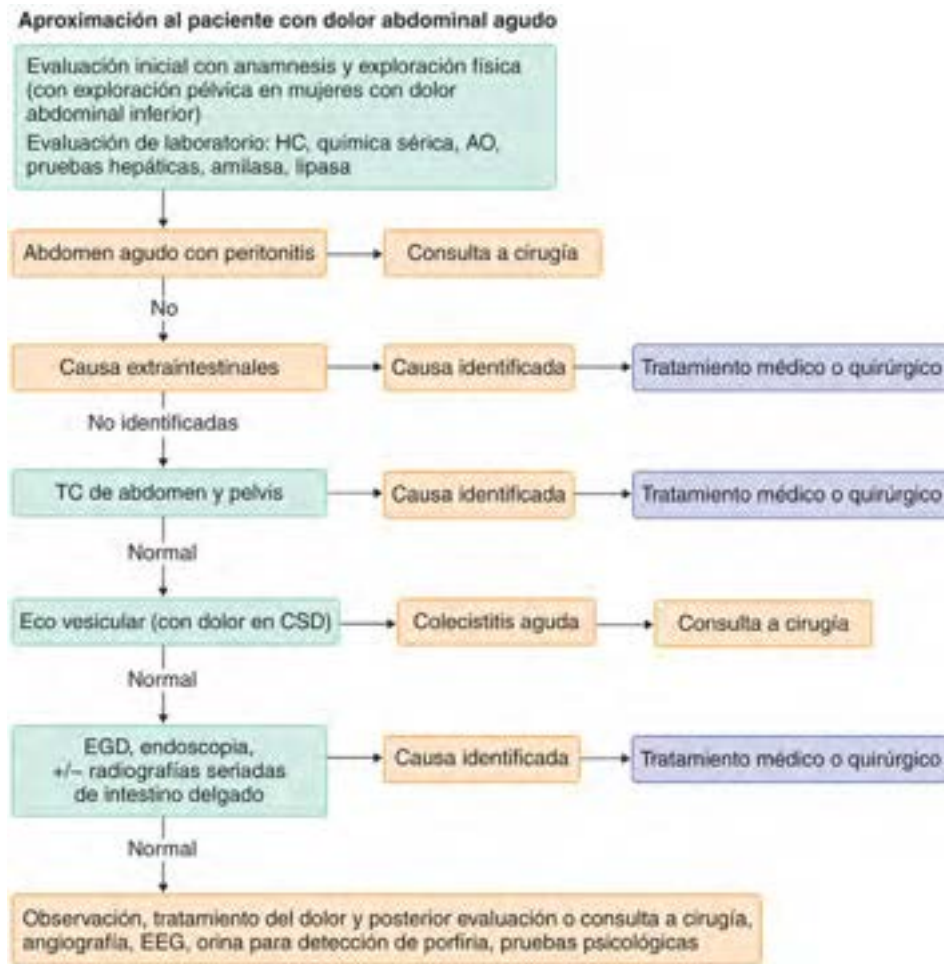 Aproximación al paciente con dolor abdominal agudo
Evaluación inicial con anamnesis y exploración física
(con exploración pélvica en mujeres con dolor
abdominal inferior)
Evaluación de laboratorio: HC, química sérica, AO,
pruebas hepáticas, amilasa, lipasa
Abdomen agudo con peritonitis
Consulta a cirugía
No
Causa extraintestinales
Causa identificada
Tratamiento médico o quirúrgico
No identificadas
TC de abdomen y pelvis
Causa identificada
Tratamiento médico o quirúrgico
Normal
Eco vesicular (con dolor en CSD)
Colecistitis aguda
Consulta a cirugía
Normal
EGD, endoscopia,
+/– radiografías seriadas
de intestino delgado
Causa identificada
Tratamiento médico o quirúrgico
Normal
Observación, tratamiento del dolor y posterior evaluación o consulta a cirugía,
angiografía, EEG, orina para detección de porfiria, pruebas psicológicas